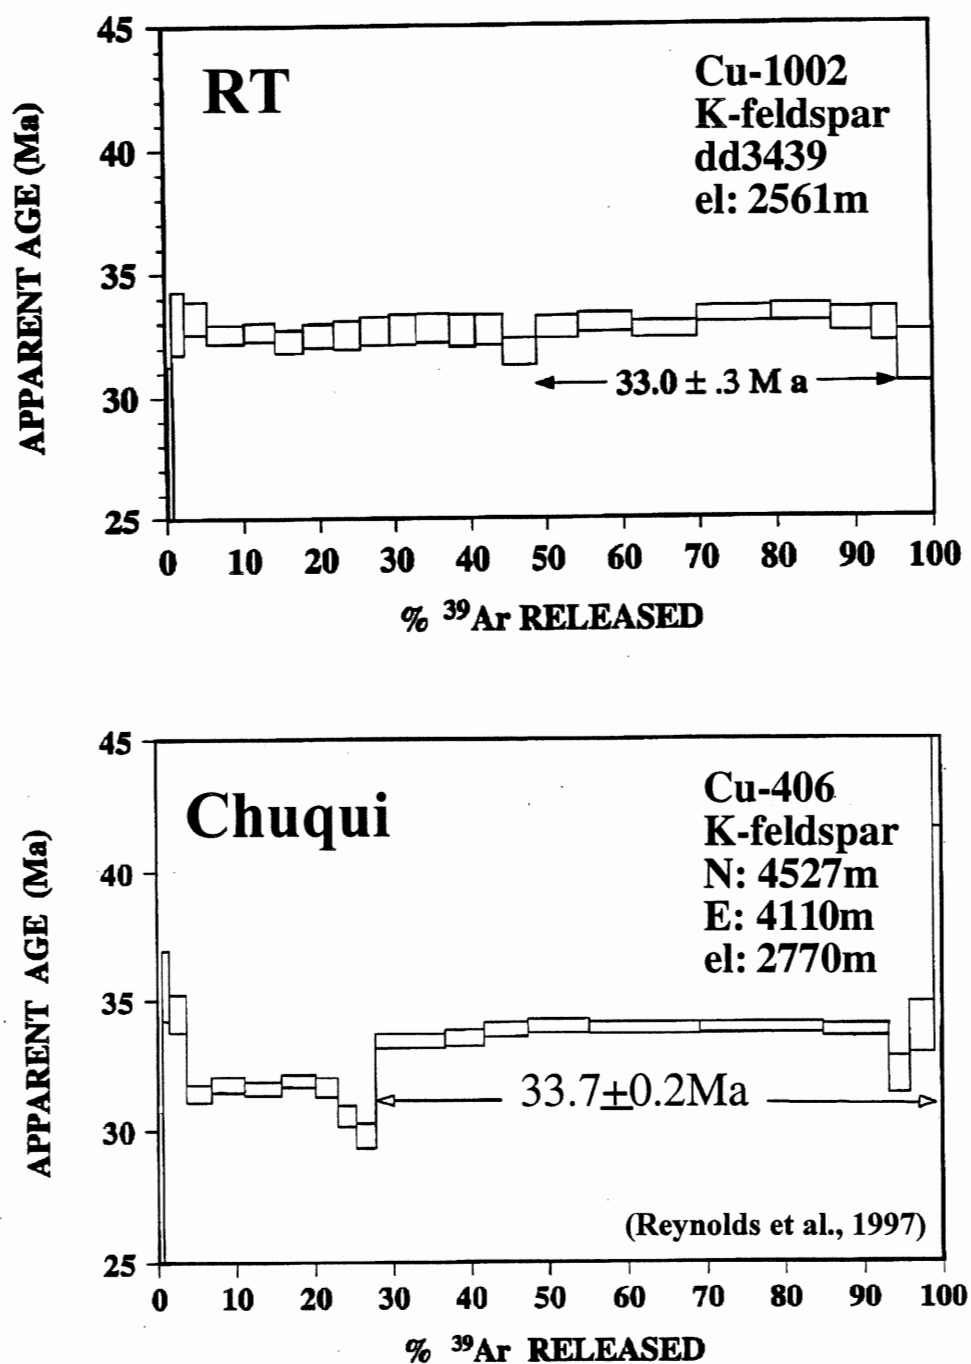 RT
Cu-1002
K-feldspar
dd3439
el: 2561m
APPARENT AGE (Ma)
45
40
35
30
25
33.0 ± .3 M a
0 10 20 30 40 50 60 70 80 90 100
% ³⁹Ar RELEASED
Chuqui
Cu-406
K-feldspar
N: 4527m
E: 4110m
el: 2770m
APPARENT AGE (Ma)
45
40
35
30
25
33.7±0.2Ma
(Reynolds et al., 1997)
0 10 20 30 40 50 60 70 80 90 100
% ³⁹Ar RELEASED